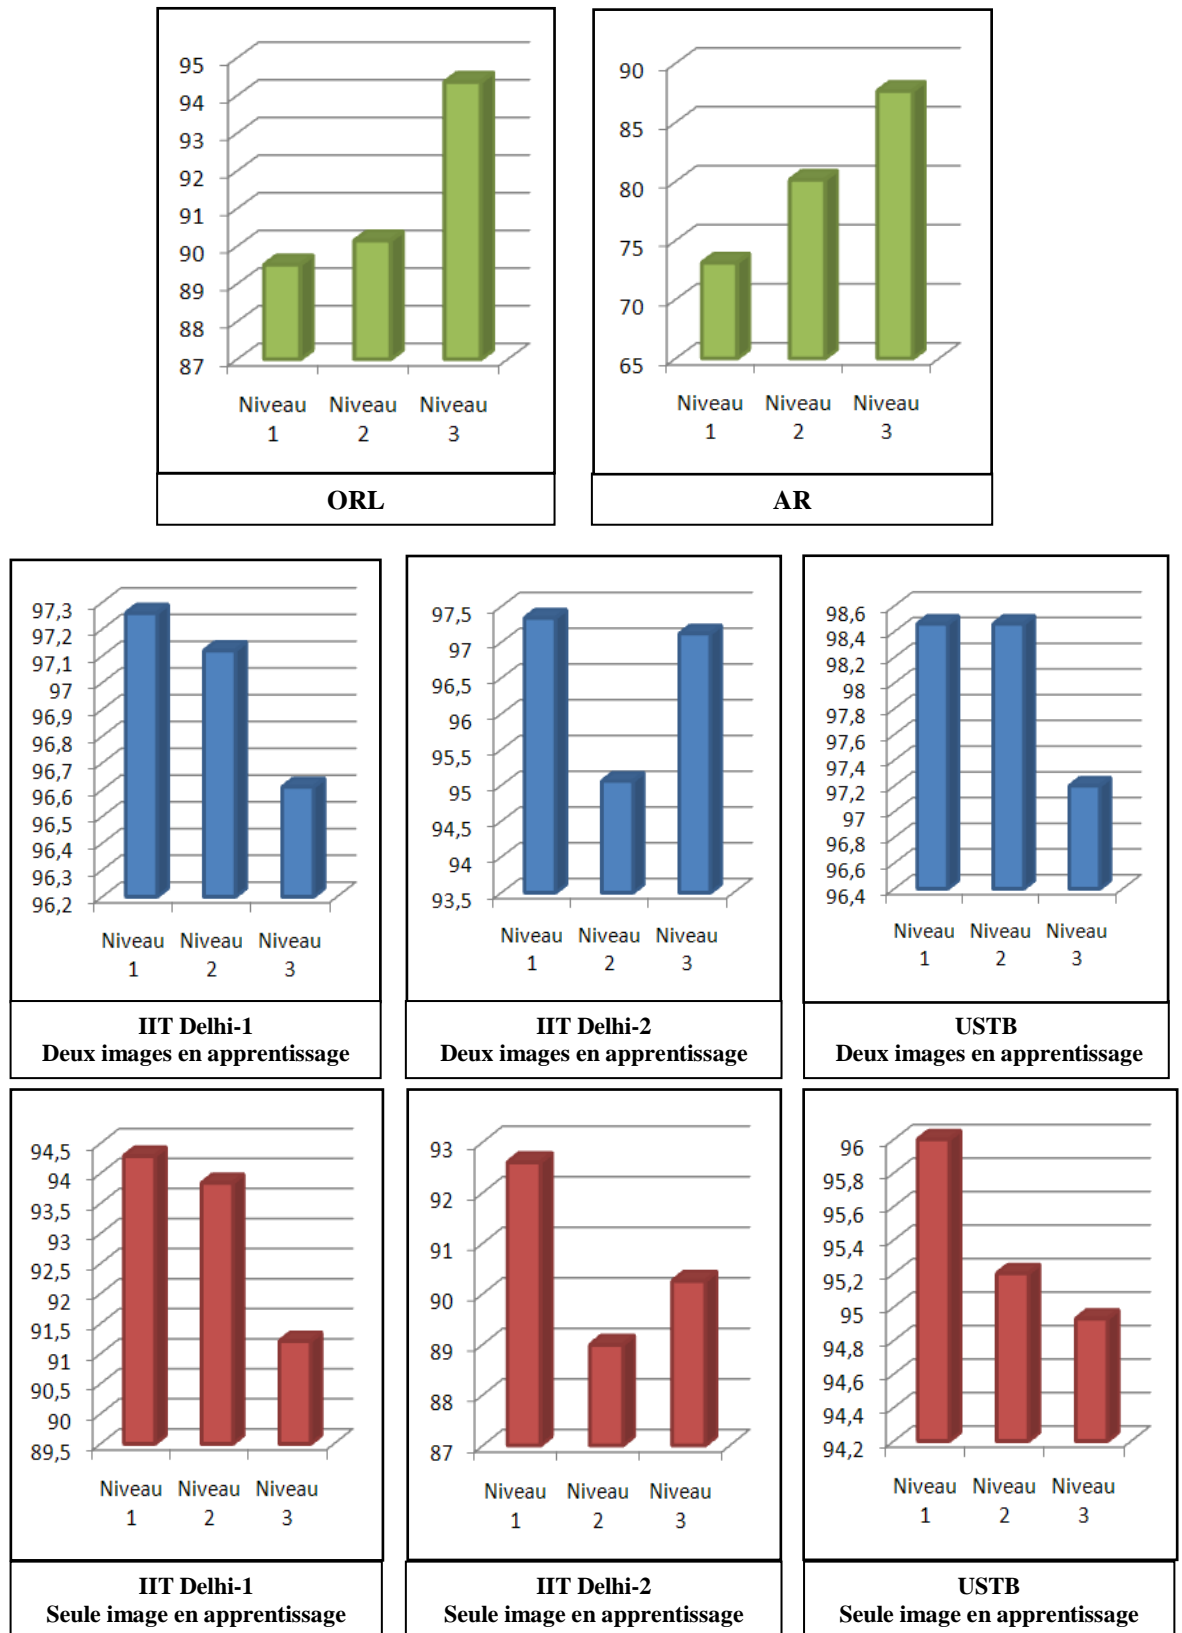 95
94
93
92
91
90
89
88
87
Niveau Niveau Niveau
1 2 3
ORL
90
85
80
75
70
65
Niveau Niveau Niveau
1 2 3
AR
97,3
97,2
97,1
97
96,9
96,8
96,7
96,6
96,5
96,4
96,3
96,2
Niveau Niveau Niveau
1 2 3
IIT Delhi-1
Deux images en apprentissage
97,5
97
96,5
96
95,5
95
94,5
94
93,5
Niveau Niveau Niveau
1 2 3
IIT Delhi-2
Deux images en apprentissage
98,6
98,4
98,2
98
97,8
97,6
97,4
97,2
97
96,8
96,6
96,4
Niveau Niveau Niveau
1 2 3
USTB
Deux images en apprentissage
94,5
94
93,5
93
92,5
92
91,5
91
90,5
90
89,5
Niveau Niveau Niveau
1 2 3
IIT Delhi-1
Seule image en apprentissage
93
92
91
90
89
88
87
Niveau Niveau Niveau
1 2 3
IIT Delhi-2
Seule image en apprentissage
96
95,8
95,6
95,4
95,2
95
94,8
94,6
94,4
94,2
Niveau Niveau Niveau
1 2 3
USTB
Seule image en apprentissage